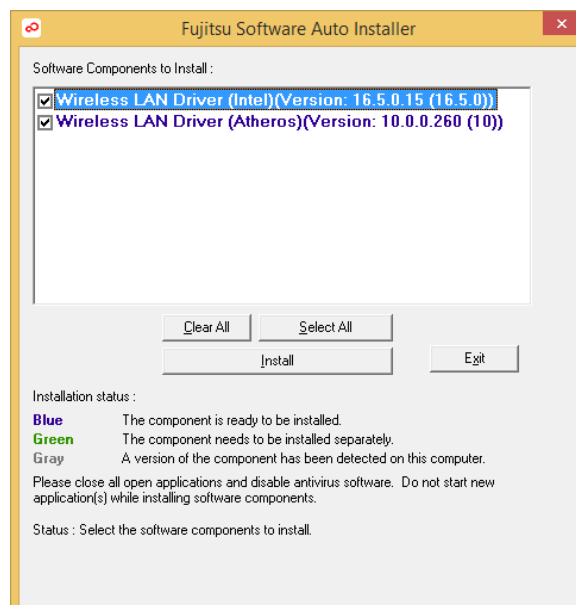 Fujitsu Software Auto Installer
Software Components to Install :
Wireless LAN Driver (Intel)(Version: 16.5.0.15 (16.5.0))
Wireless LAN Driver (Atheros)(Version: 10.0.0.260 (10))
Clear All Select All
Install Exit
Installation status :
Blue The component is ready to be installed.
Green The component needs to be installed separately.
Gray A version of the component has been detected on this computer.
Please close all open applications and disable antivirus software. Do not start new
application(s) while installing software components.
Status : Select the software components to install.